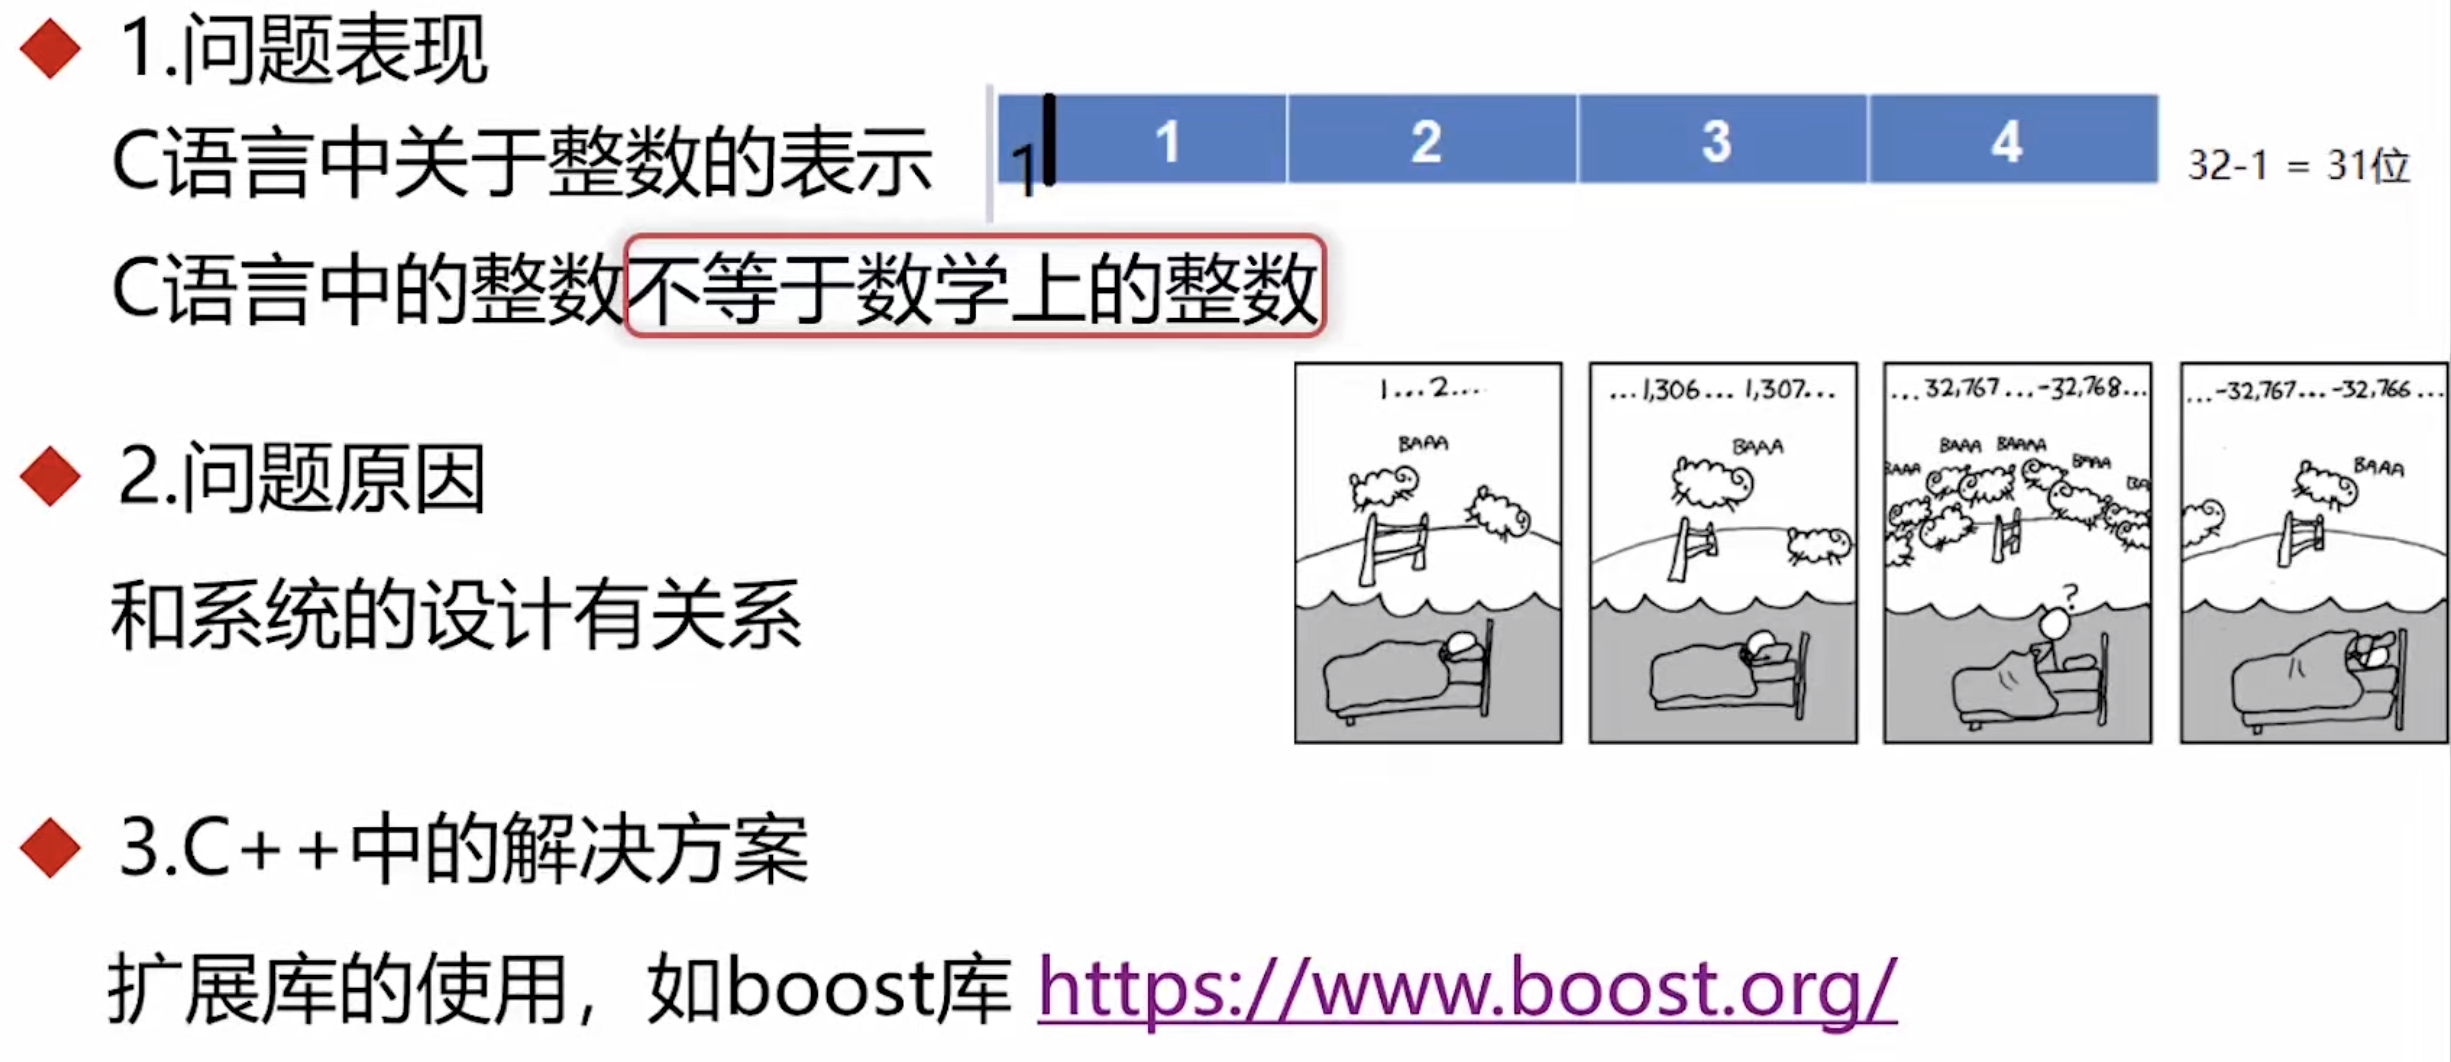 1.问题表现
C语言中关于整数的表示
1 1 2 3 4
32-1 = 31位
C语言中的整数不等于数学上的整数
1...2...
BAAA
...1,306... 1,307...
BAAA
...32,767...-32,768...
BAAA BAAAA
BAAA
BAAA
BA
...-32,767...-32,766...
BAAA
?
2.问题原因
和系统的设计有关系
3.C++中的解决方案
扩展库的使用，如boost库 https://www.boost.org/